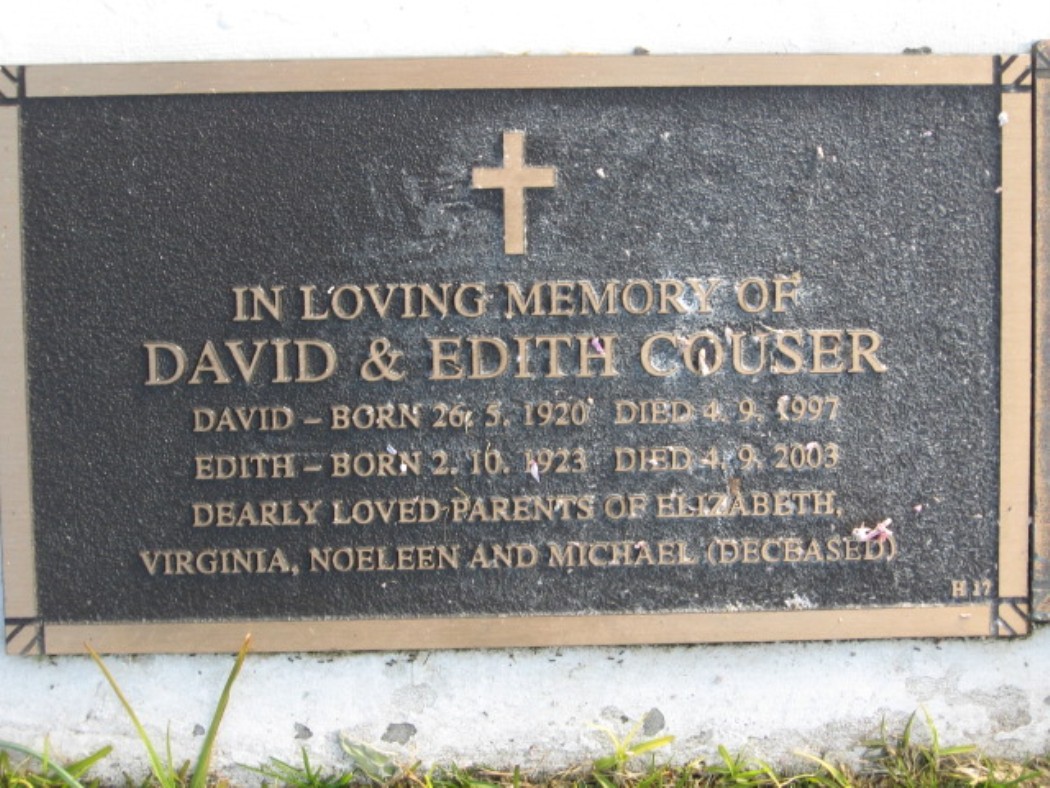 IN LOVING MEMORY OF
DAVID & EDITH COUSER
DAVID – BORN 26. 5. 1920 DIED 4. 9. 1997
EDITH – BORN 2. 10. 1923 DIED 4. 9. 2003
DEARLY LOVED PARENTS OF ELIZABETH,
VIRGINIA, NOELEEN AND MICHAEL (DECEASED)
H 17